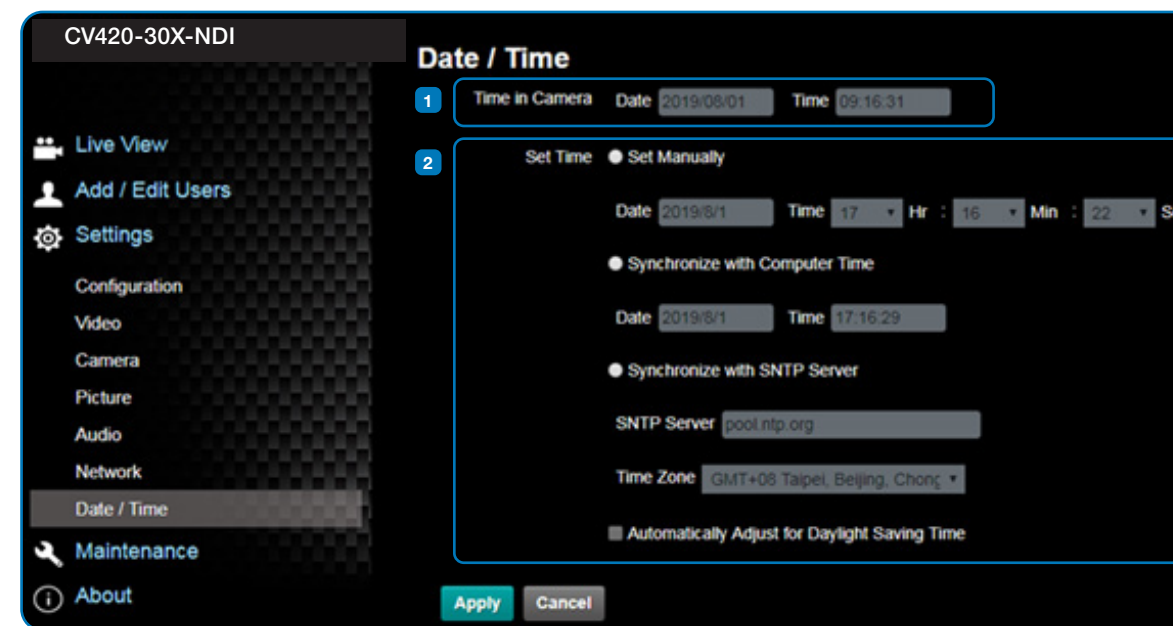 CV420-30X-NDI
Live View
Add / Edit Users
Settings
Configuration
Video
Camera
Picture
Audio
Network
Date / Time
Maintenance
About
Date / Time
1 Time in Camera Date 2019/08/01 Time 09:16:31
2 Set Time Set Manually
Date 2019/8/1 Time 17 Hr : 16 Min : 22 S
Synchronize with Computer Time
Date 2019/8/1 Time 17:16:29
Synchronize with SNTP Server
SNTP Server pool.ntp.org
Time Zone GMT+08 Taipei, Beijing, Chong
Automatically Adjust for Daylight Saving Time
Apply Cancel